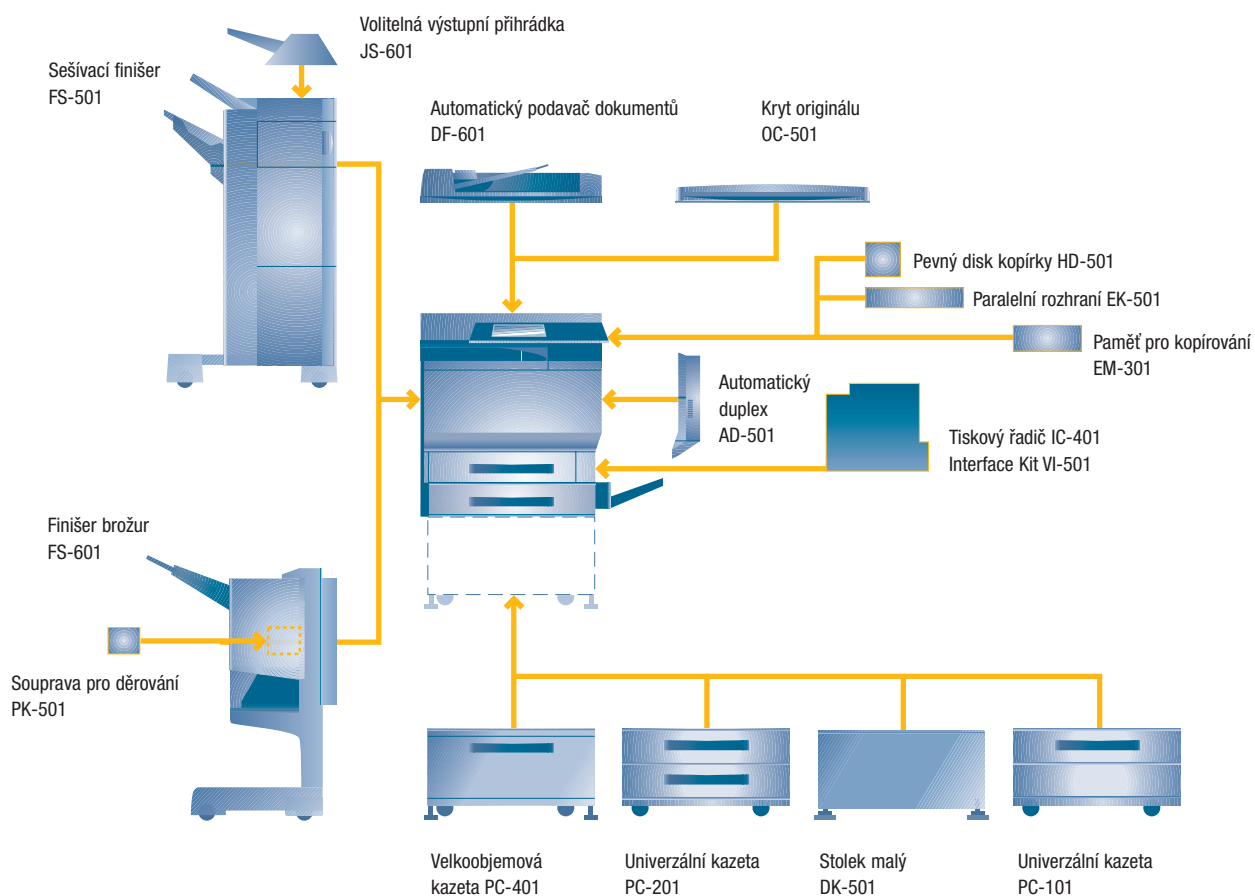 Volitelná výstupní přihrádka
JS-601
Sešívací finišer
FS-501
Automatický podavač dokumentů
DF-601
Kryt originálu
OC-501
Pevný disk kopírky HD-501
Paralelní rozhraní EK-501
Paměť pro kopírování
EM-301
Automatický
duplex
AD-501
Tiskový řadič IC-401
Interface Kit VI-501
Finišer brožur
FS-601
Souprava pro děrování
PK-501
Velkoobjemová
kazeta PC-401
Univerzální kazeta
PC-201
Stolek malý
DK-501
Univerzální kazeta
PC-101